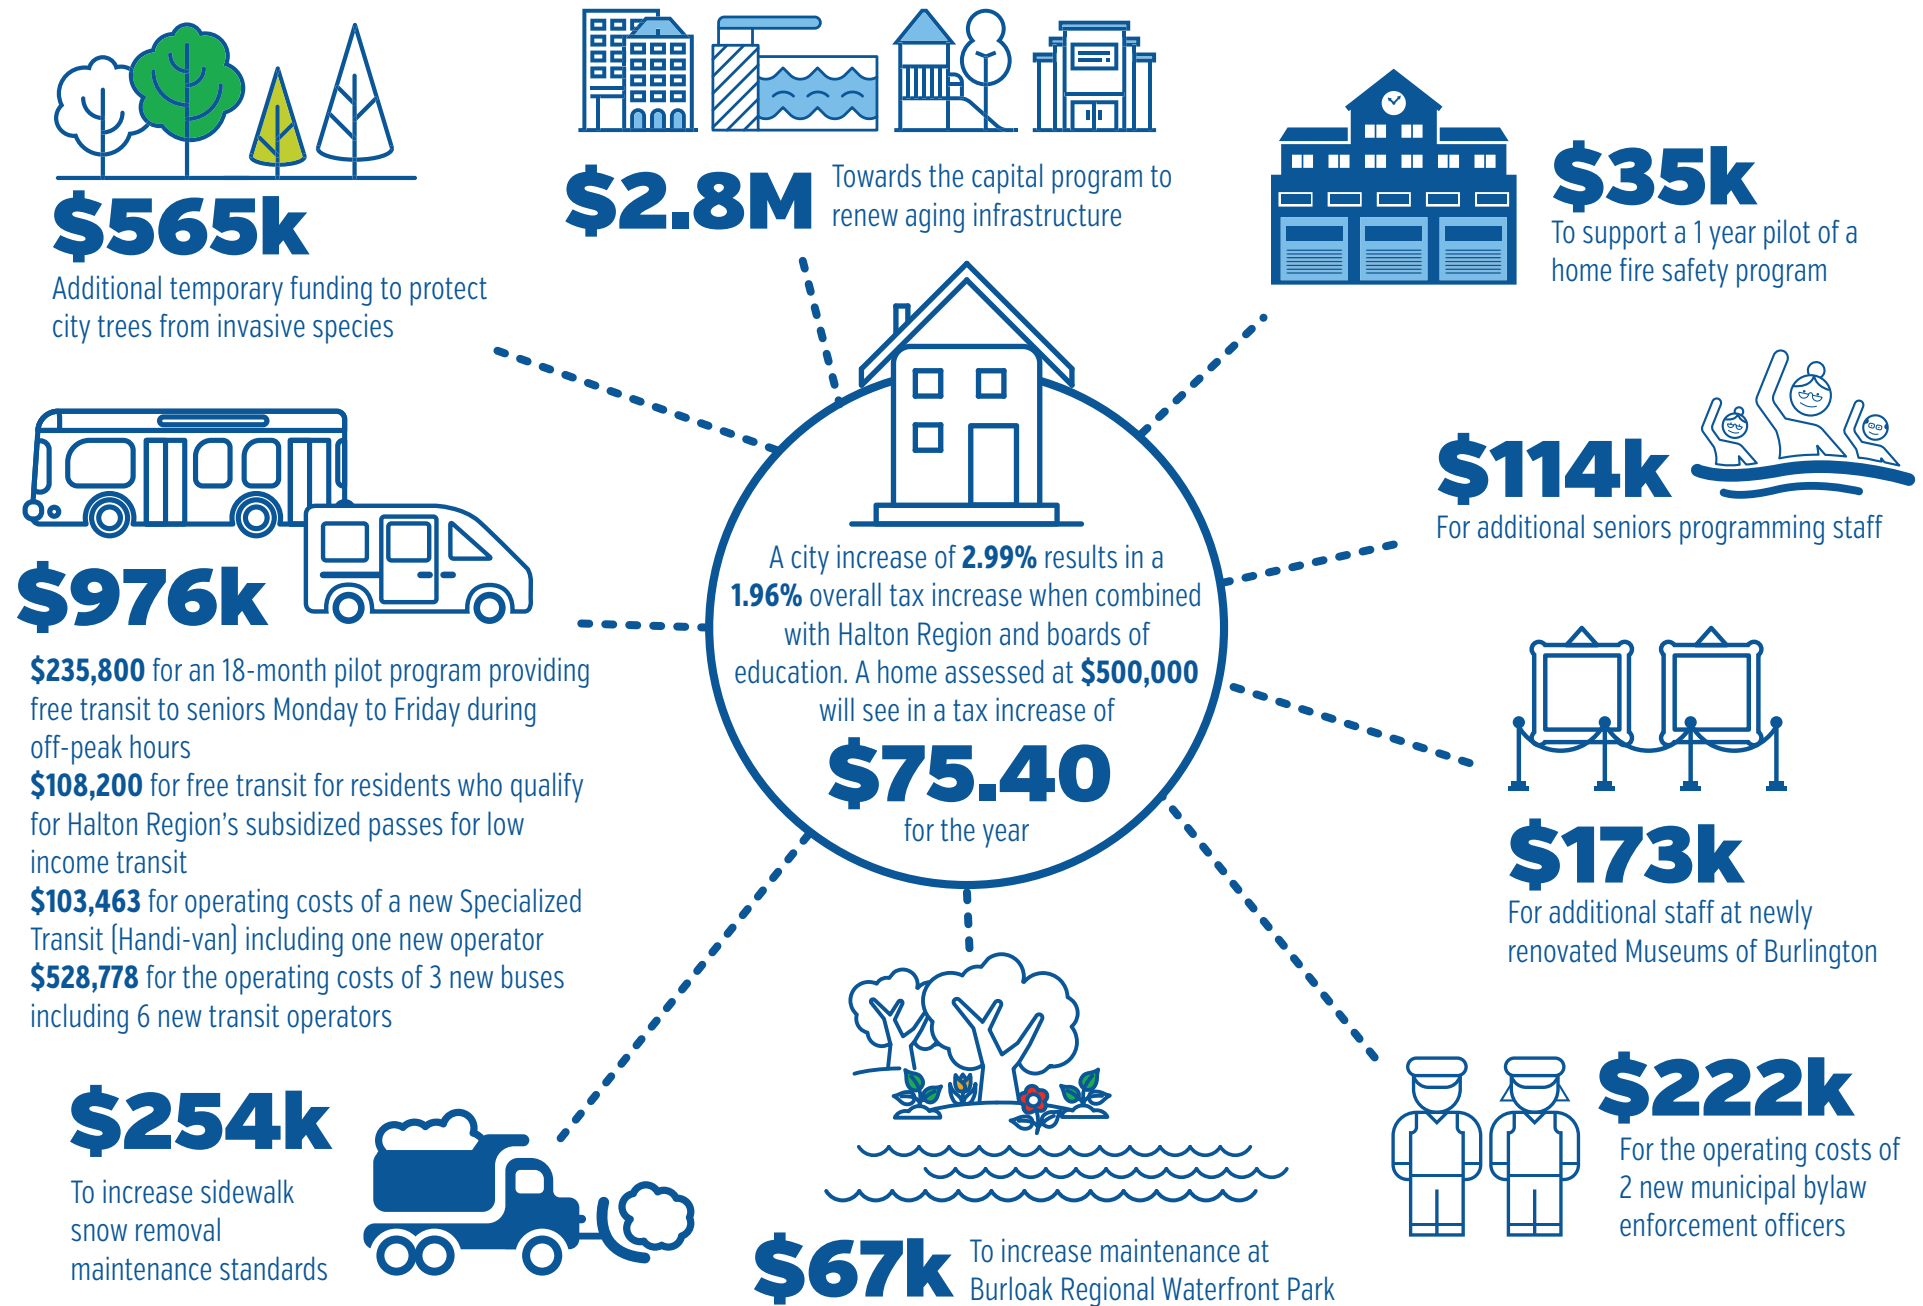 $565k
Additional temporary funding to protect
city trees from invasive species
$2.8M
Towards the capital program to
renew aging infrastructure
$35k
To support a 1 year pilot of a
home fire safety program
$976k
$235,800 for an 18-month pilot program providing
free transit to seniors Monday to Friday during
off-peak hours
$108,200 for free transit for residents who qualify
for Halton Region's subsidized passes for low
income transit
$103,463 for operating costs of a new Specialized
Transit (Handi-van) including one new operator
$528,778 for the operating costs of 3 new buses
including 6 new transit operators
A city increase of 2.99% results in a
1.96% overall tax increase when combined
with Halton Region and boards of
education. A home assessed at $500,000
will see in a tax increase of
$75.40
for the year
$114k
For additional seniors programming staff
$173k
For additional staff at newly
renovated Museums of Burlington
$254k
To increase sidewalk
snow removal
maintenance standards
$67k
To increase maintenance at
Burloak Regional Waterfront Park
$222k
For the operating costs of
2 new municipal bylaw
enforcement officers